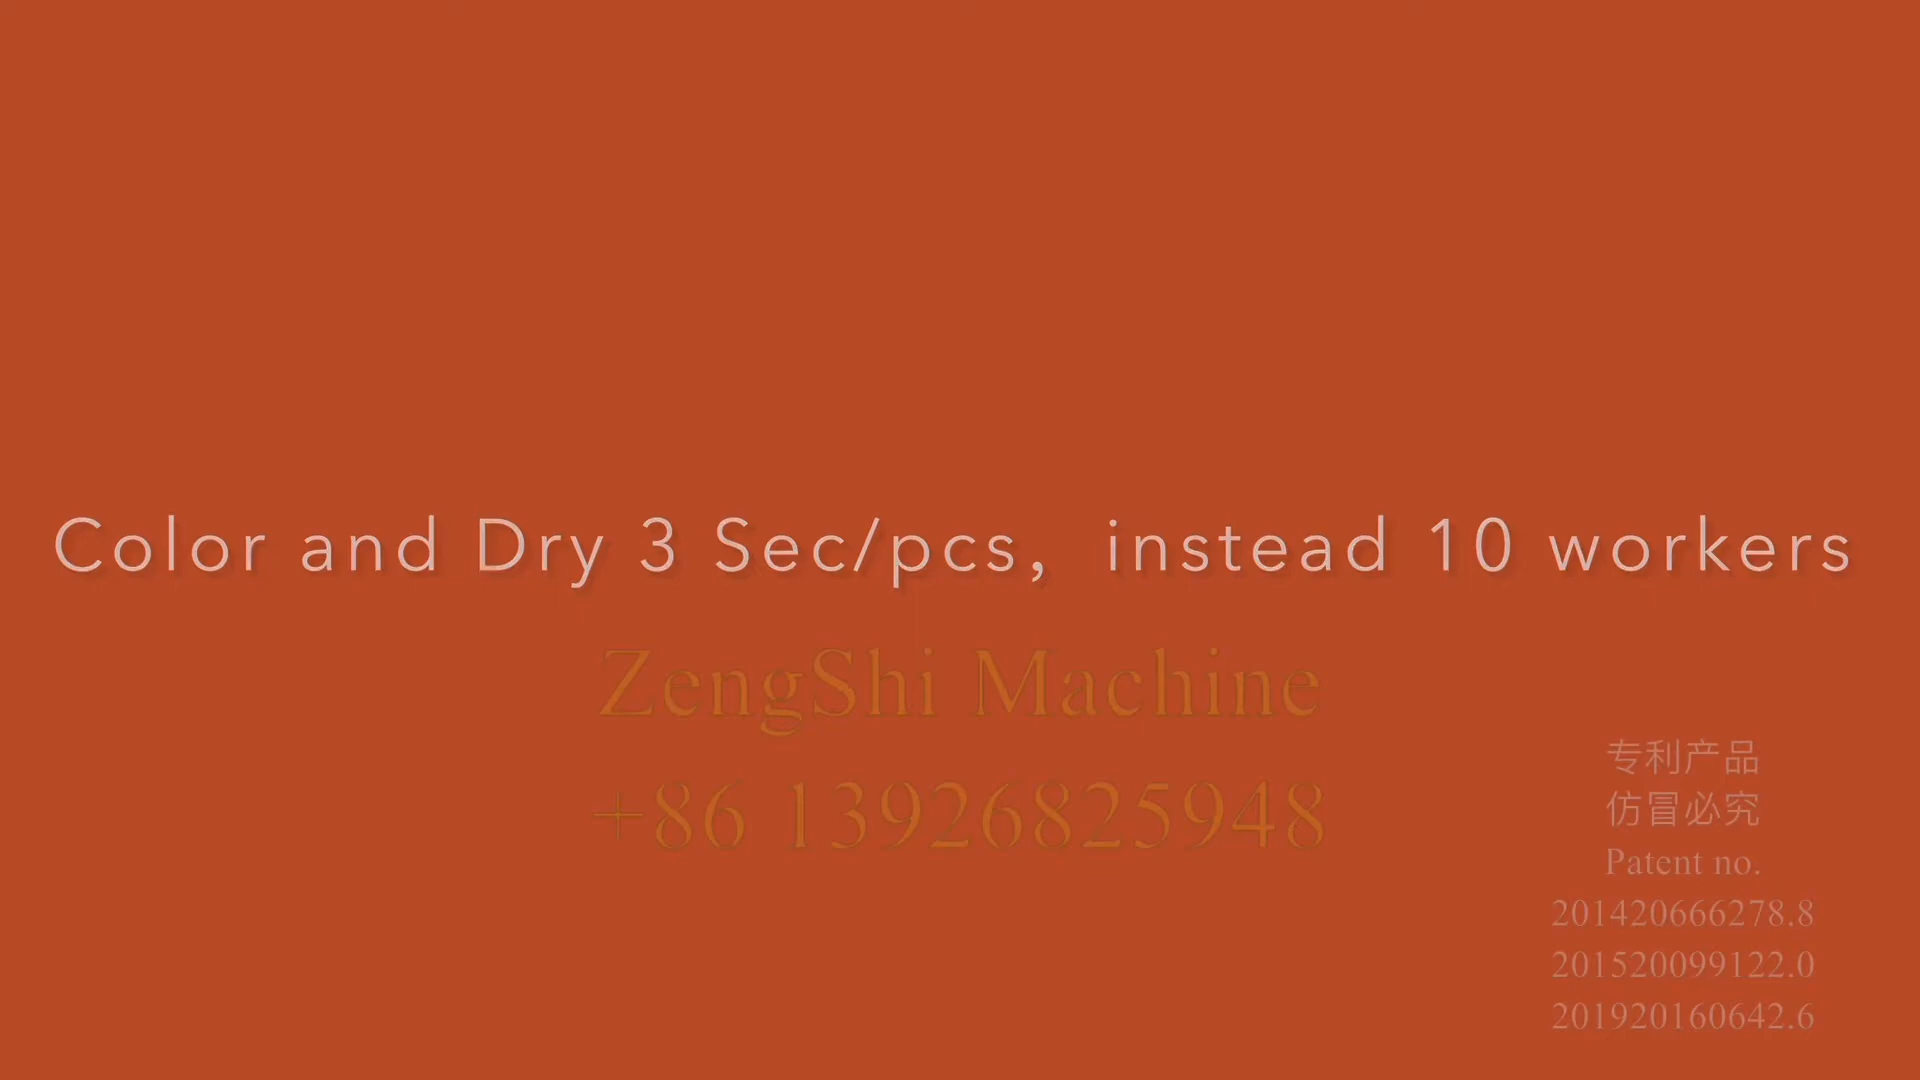 Color and Dry 3 Sec/pcs，instead 10 workers
ZengShi Machine
+86 13926825948
专利产品
仿冒必究
Patent no.
201420666278.8
201520099122.0
201920160642.6